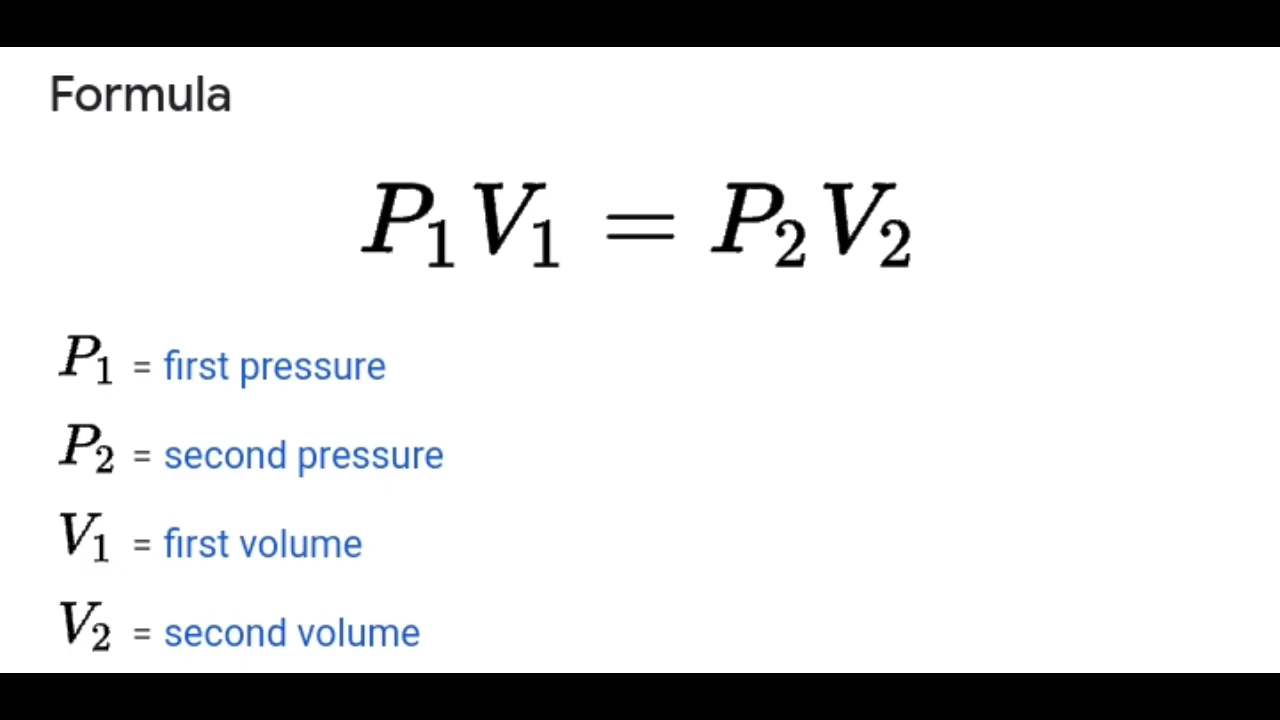 Formula
P₁V₁ = P₂V₂
P₁ = first pressure
P₂ = second pressure
V₁ = first volume
V₂ = second volume